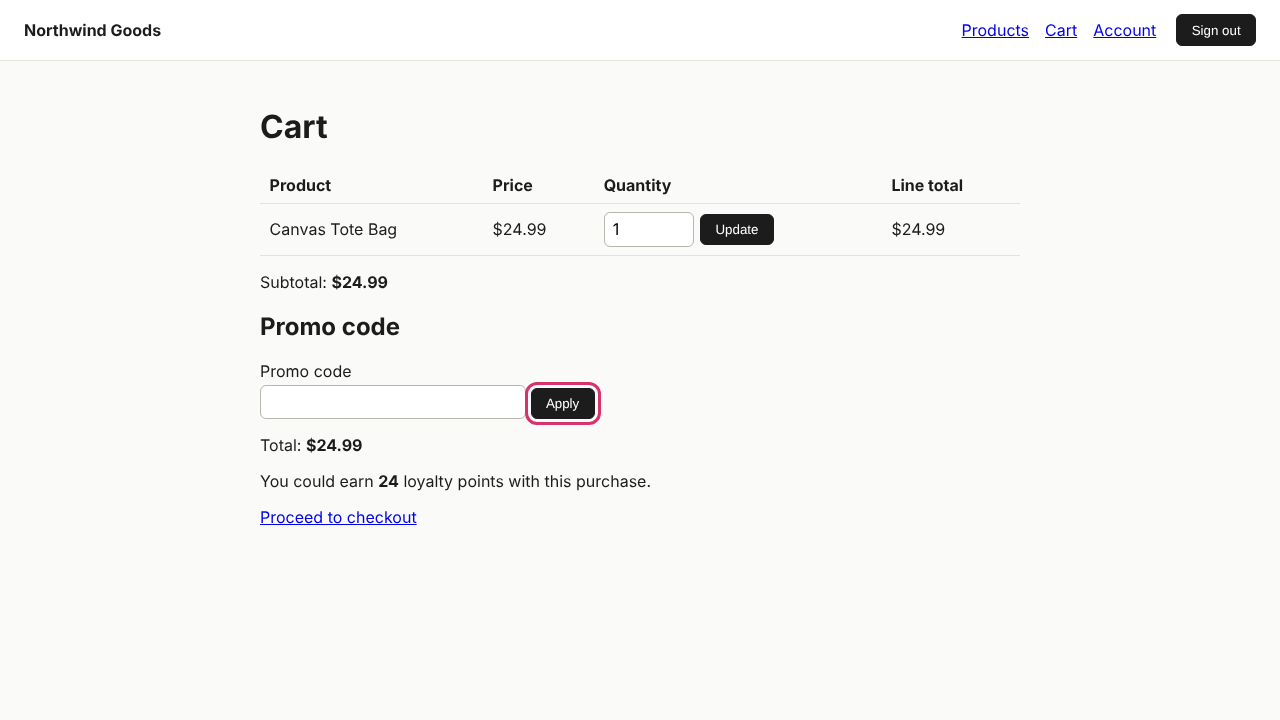 Northwind Goods Products Cart Account Sign out
Cart
Product Price Quantity Line total
Canvas Tote Bag $24.99 1 Update $24.99
Subtotal: $24.99
Promo code
Promo code
Apply
Total: $24.99
You could earn 24 loyalty points with this purchase.
Proceed to checkout